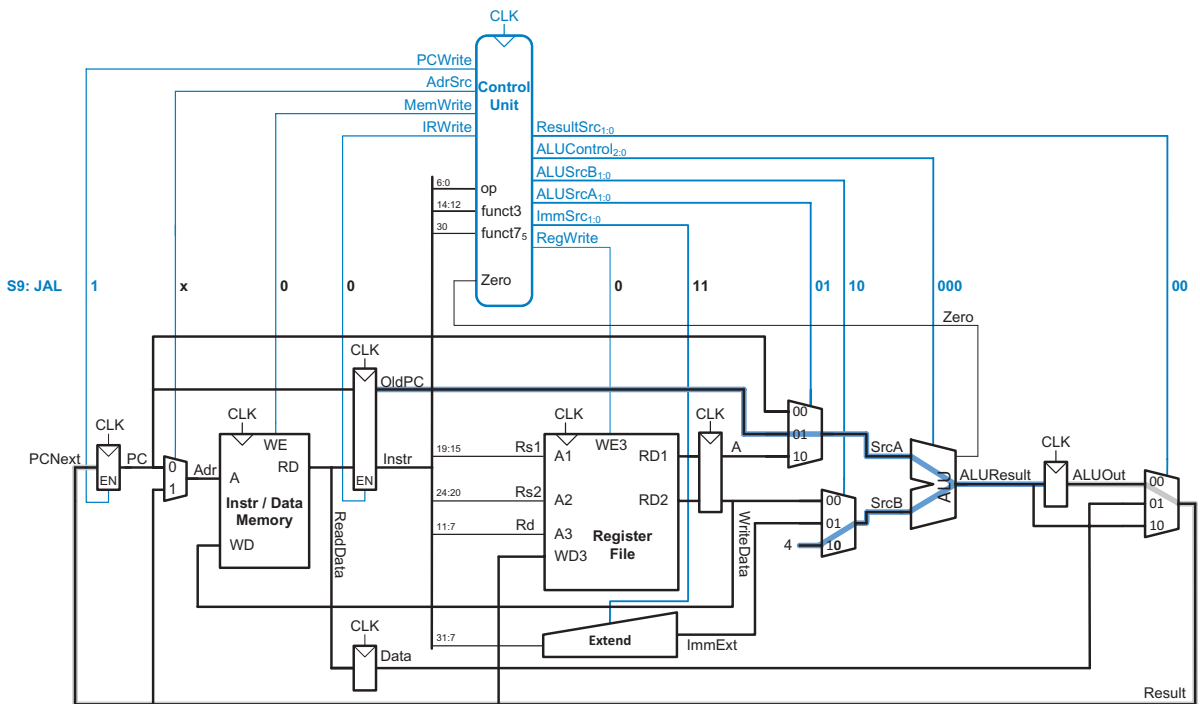 CLK
PCWrite
AdrSrc
MemWrite
IRWrite
Control
Unit
ResultSrc1:0
ALUControl2:0
ALUSrcB1:0
ALUSrcA1:0
ImmSrc1:0
RegWrite
6:0 op
14:12 funct3
30 funct75
Zero
S9: JAL 1 x 0 0 0 11 01 10 000 00
Zero
CLK
OldPC
CLK
PCNext
PC
EN
0
1
Adr
CLK
WE
A
RD
Instr / Data
Memory
WD
ReadData
EN
Instr
19:15 Rs1
24:20 Rs2
11:7 Rd
31:7
CLK
WE3
A1
RD1
A2
RD2
A3
WD3
Register
File
CLK
A
WriteData
00
01
10
00
01
10
4
SrcA
SrcB
ALU
ALUResult
CLK
ALUOut
00
01
10
Extend
ImmExt
CLK
Data
Result